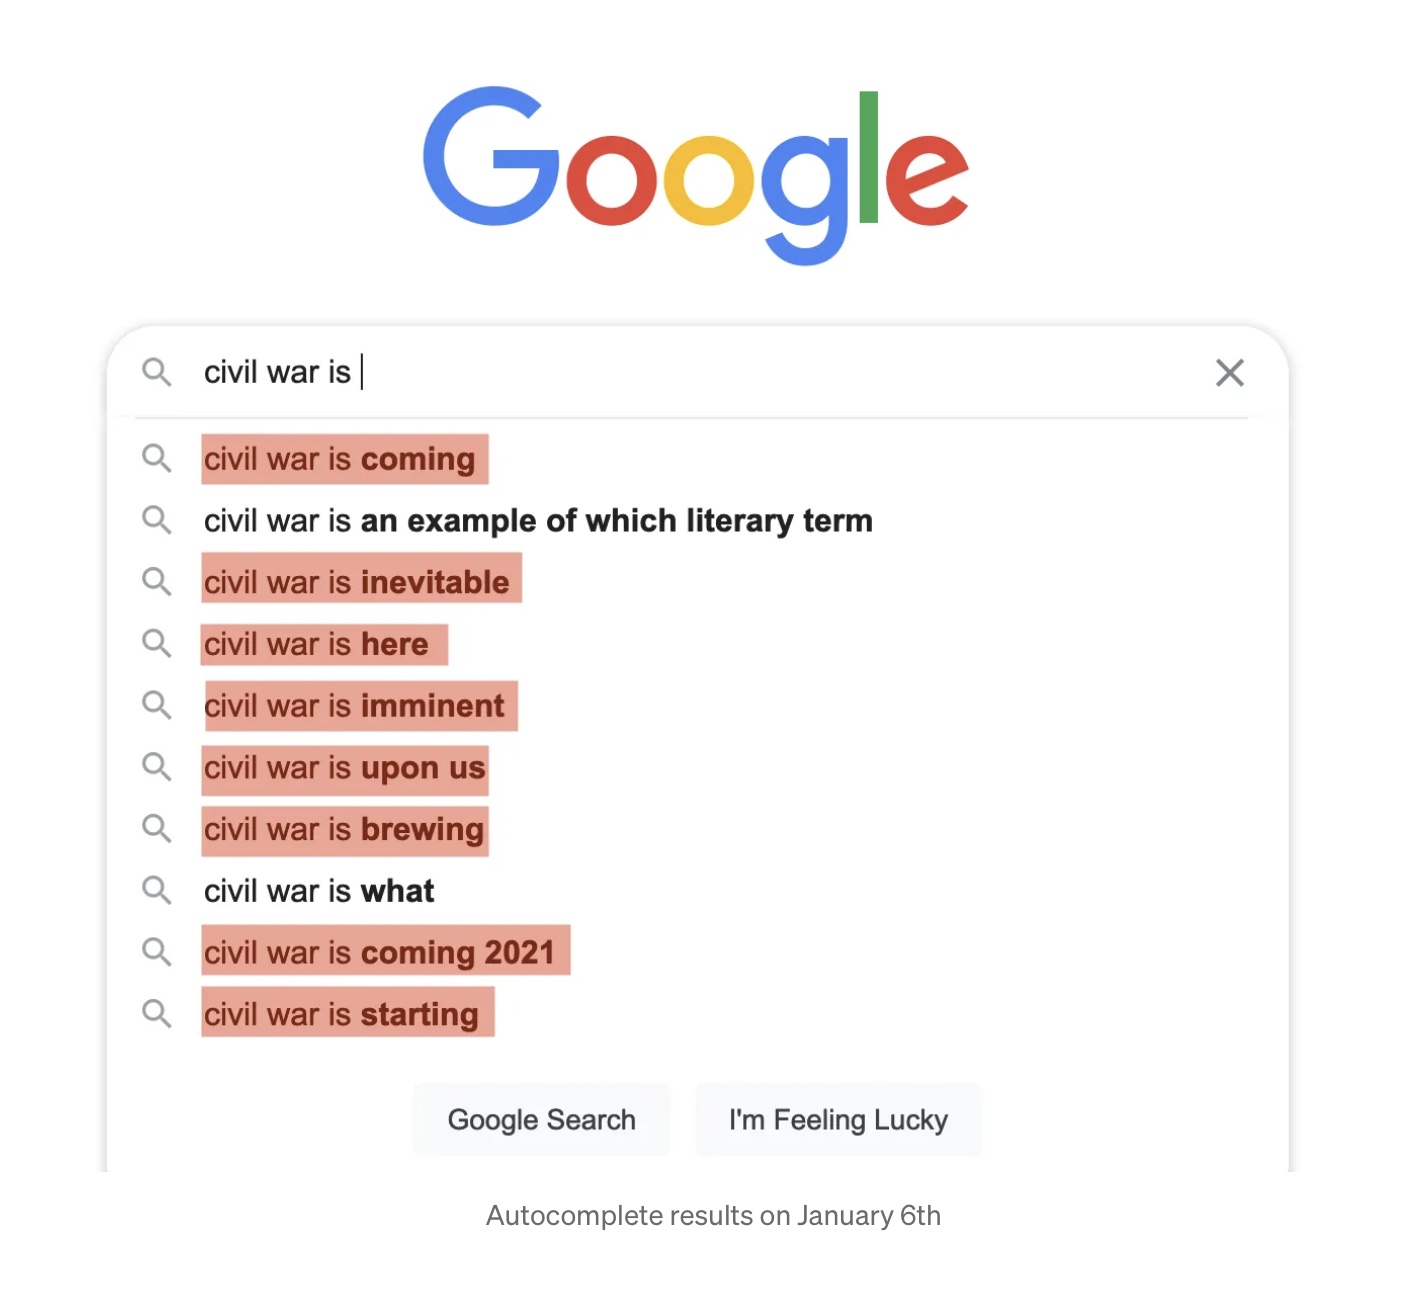 Google
civil war is
civil war is coming
civil war is an example of which literary term
civil war is inevitable
civil war is here
civil war is imminent
civil war is upon us
civil war is brewing
civil war is what
civil war is coming 2021
civil war is starting
Google Search I'm Feeling Lucky
Autocomplete results on January 6th